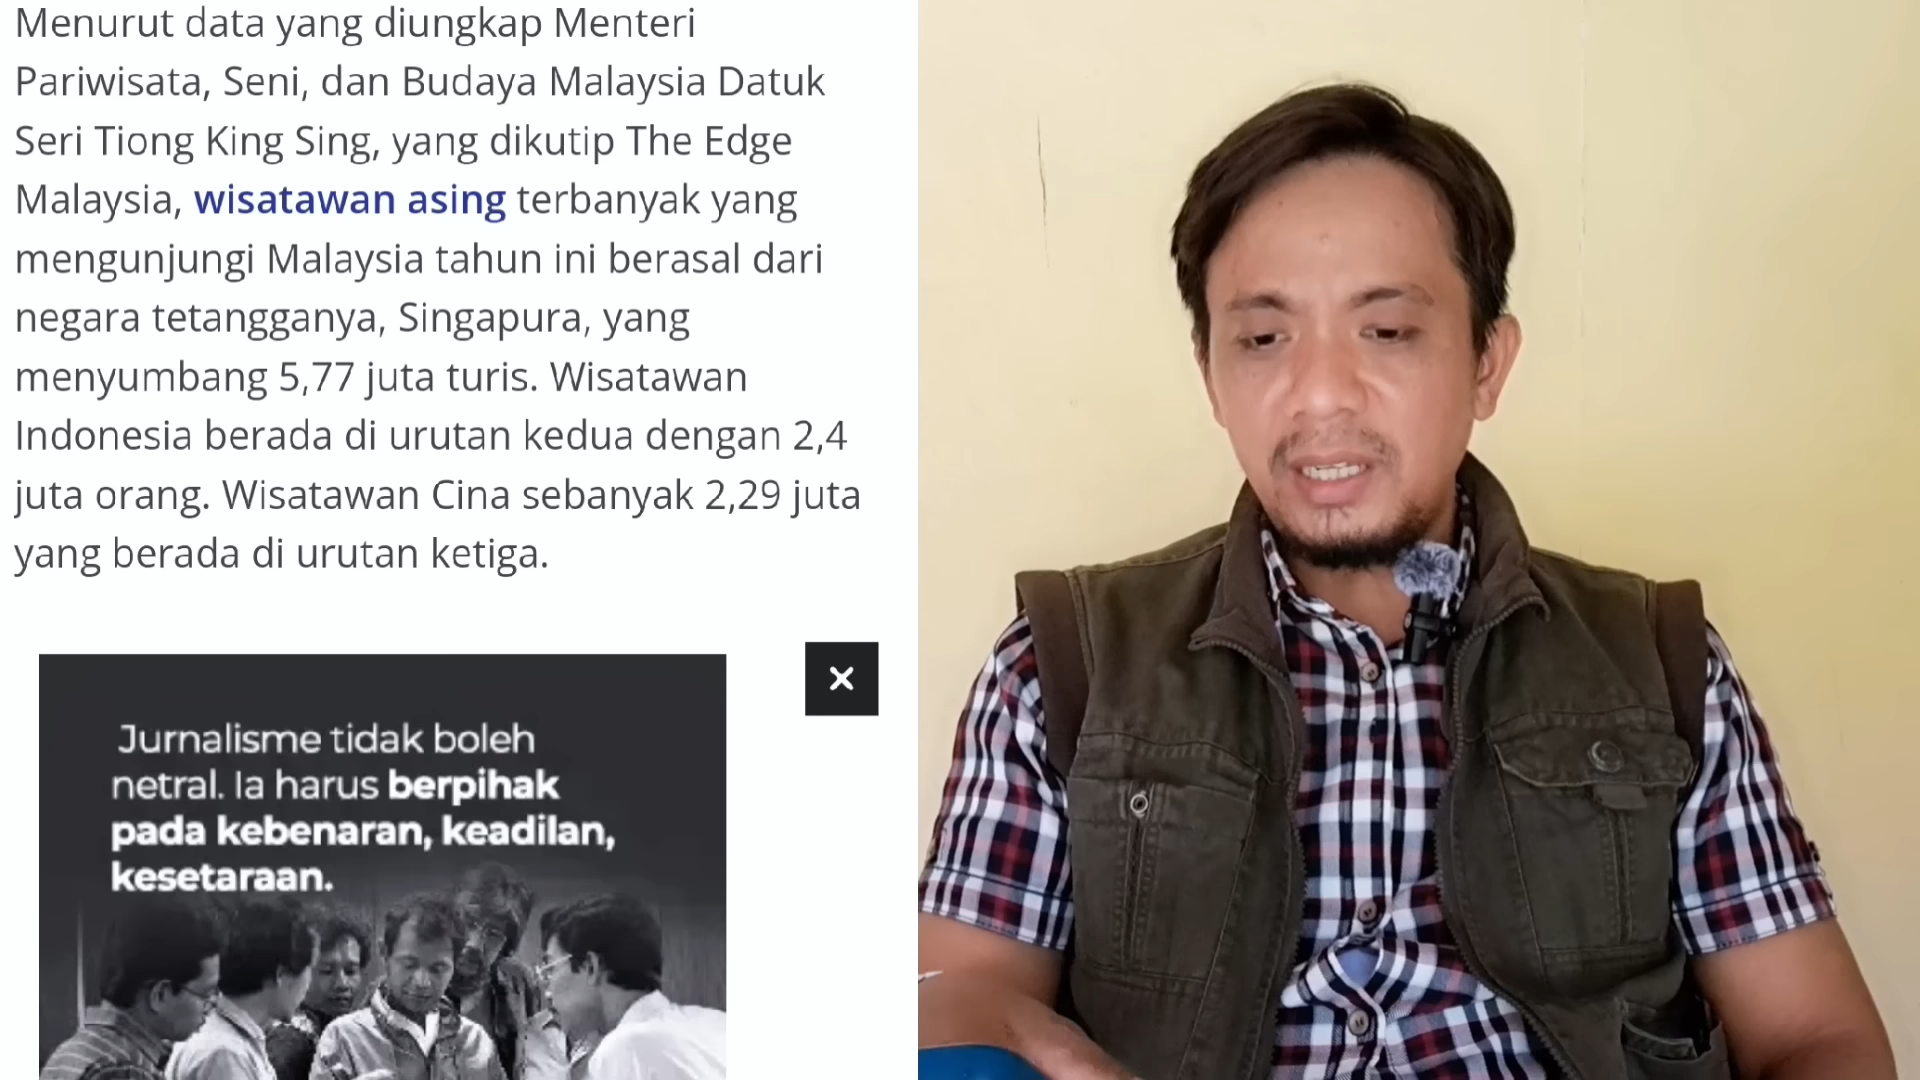 Menurut data yang diungkap Menteri
Pariwisata, Seni, dan Budaya Malaysia Datuk
Seri Tiong King Sing, yang dikutip The Edge
Malaysia, wisatawan asing terbanyak yang
mengunjungi Malaysia tahun ini berasal dari
negara tetangganya, Singapura, yang
menyumbang 5,77 juta turis. Wisatawan
Indonesia berada di urutan kedua dengan 2,4
juta orang. Wisatawan Cina sebanyak 2,29 juta
yang berada di urutan ketiga.
Jurnalisme tidak boleh
netral. Ia harus berpihak
pada kebenaran, keadilan,
kesetaraan.